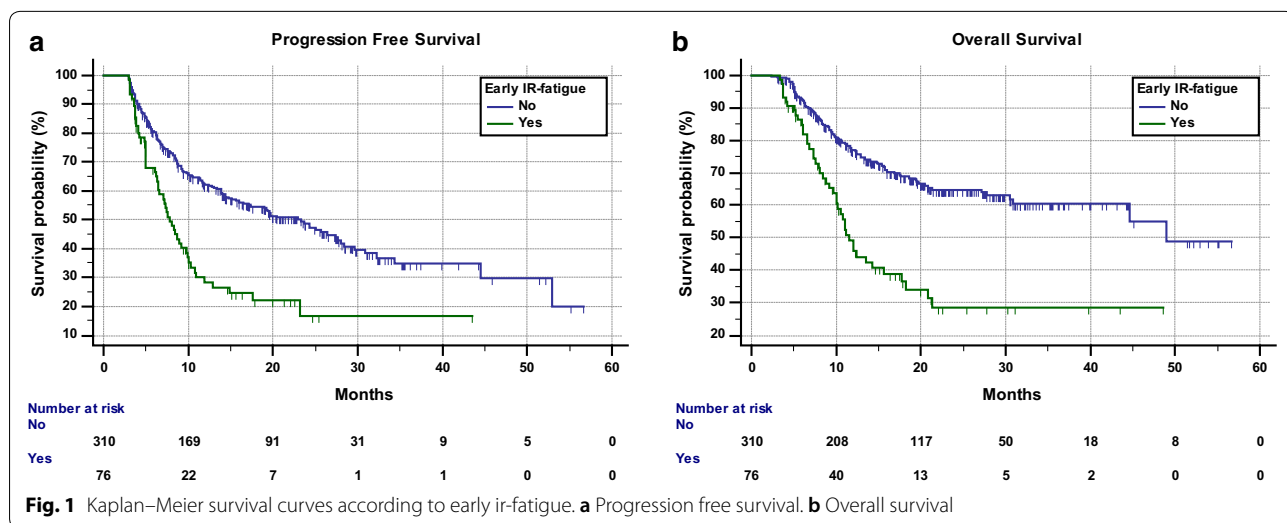 a
Progression Free Survival
Survival probability (%)
100
90
80
70
60
50
40
30
20
10
Early IR-fatigue
No
Yes
0 10 20 30 40 50 60
Months
Number at risk
No
310 169 91 31 9 5 0
Yes
76 22 7 1 1 0 0
b
Overall Survival
Survival probability (%)
100
90
80
70
60
50
40
30
20
Early IR-fatigue
No
Yes
0 10 20 30 40 50 60
Months
Number at risk
No
310 208 117 50 18 8 0
Yes
76 40 13 5 2 0 0
Fig. 1 Kaplan–Meier survival curves according to early ir-fatigue. a Progression free survival. b Overall survival